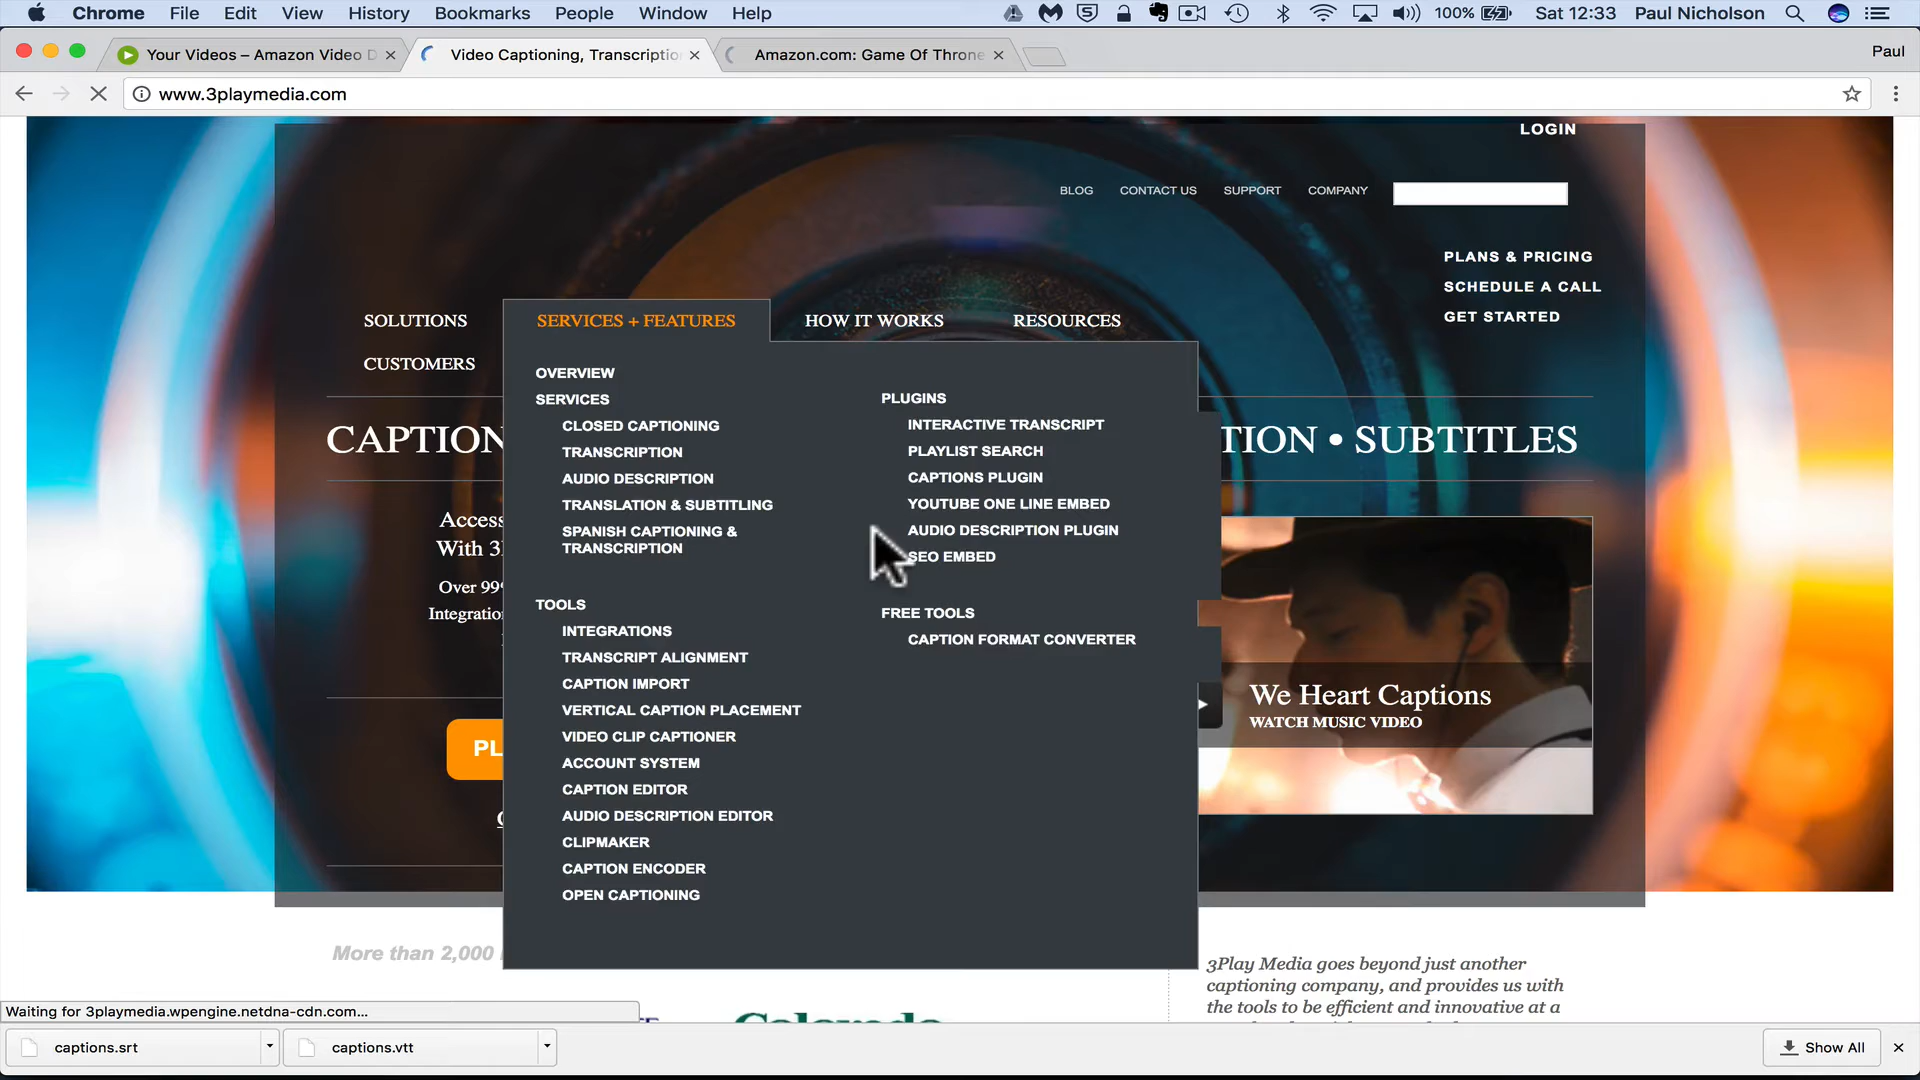 Chrome File Edit View History Bookmarks People Window Help 100% Sat 12:33 Paul Nicholson
Your Videos – Amazon Video D
Video Captioning, Transcriptio
Amazon.com: Game Of Throne
Paul
www.3playmedia.com
LOGIN
BLOG CONTACT US SUPPORT COMPANY
PLANS & PRICING
SCHEDULE A CALL
GET STARTED
SOLUTIONS SERVICES + FEATURES HOW IT WORKS RESOURCES
CUSTOMERS
CAPTION
TION • SUBTITLES
Access
With 3
Over 99
Integratio
PL
OVERVIEW
SERVICES
CLOSED CAPTIONING
TRANSCRIPTION
AUDIO DESCRIPTION
TRANSLATION & SUBTITLING
SPANISH CAPTIONING &
TRANSCRIPTION
TOOLS
INTEGRATIONS
TRANSCRIPT ALIGNMENT
CAPTION IMPORT
VERTICAL CAPTION PLACEMENT
VIDEO CLIP CAPTIONER
ACCOUNT SYSTEM
CAPTION EDITOR
AUDIO DESCRIPTION EDITOR
CLIPMAKER
CAPTION ENCODER
OPEN CAPTIONING
PLUGINS
INTERACTIVE TRANSCRIPT
PLAYLIST SEARCH
CAPTIONS PLUGIN
YOUTUBE ONE LINE EMBED
AUDIO DESCRIPTION PLUGIN
SEO EMBED
FREE TOOLS
CAPTION FORMAT CONVERTER
We Heart Captions
WATCH MUSIC VIDEO
More than 2,000
3Play Media goes beyond just another
captioning company, and provides us with
the tools to be efficient and innovative at a
Colorado
Waiting for 3playmedia.wpengine.netdna-cdn.com...
captions.srt
captions.vtt
Show All